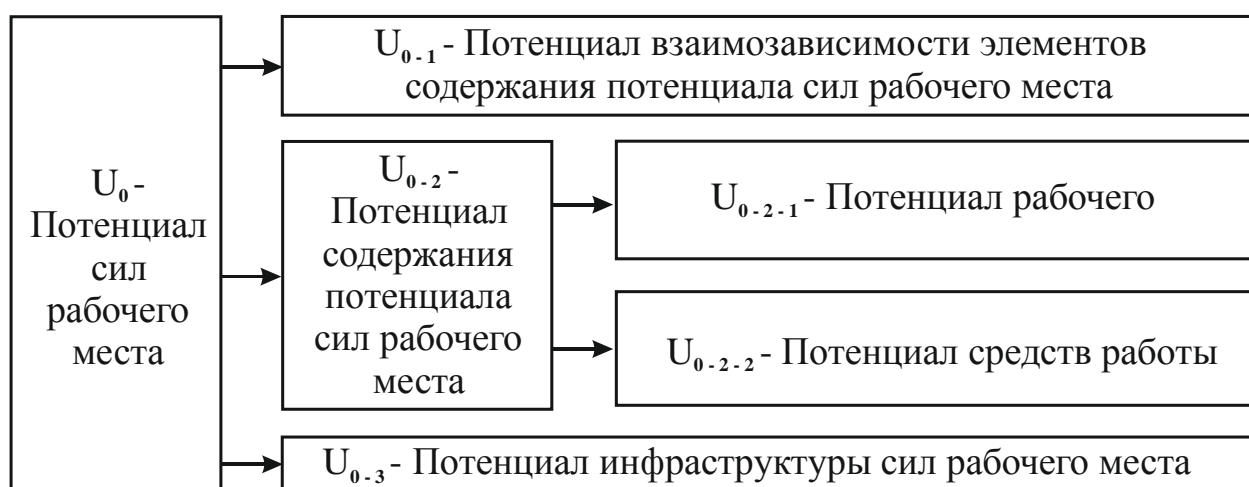 U₀-
Потенциал
сил
рабочего
места
U₀₋₁ - Потенциал взаимозависимости элементов
содержания потенциала сил рабочего места
U₀₋₂ -
Потенциал
содержания
потенциала
сил рабочего
места
U₀₋₂₋₁ - Потенциал рабочего
U₀₋₂₋₂ - Потенциал средств работы
U₀₋₃ - Потенциал инфраструктуры сил рабочего места